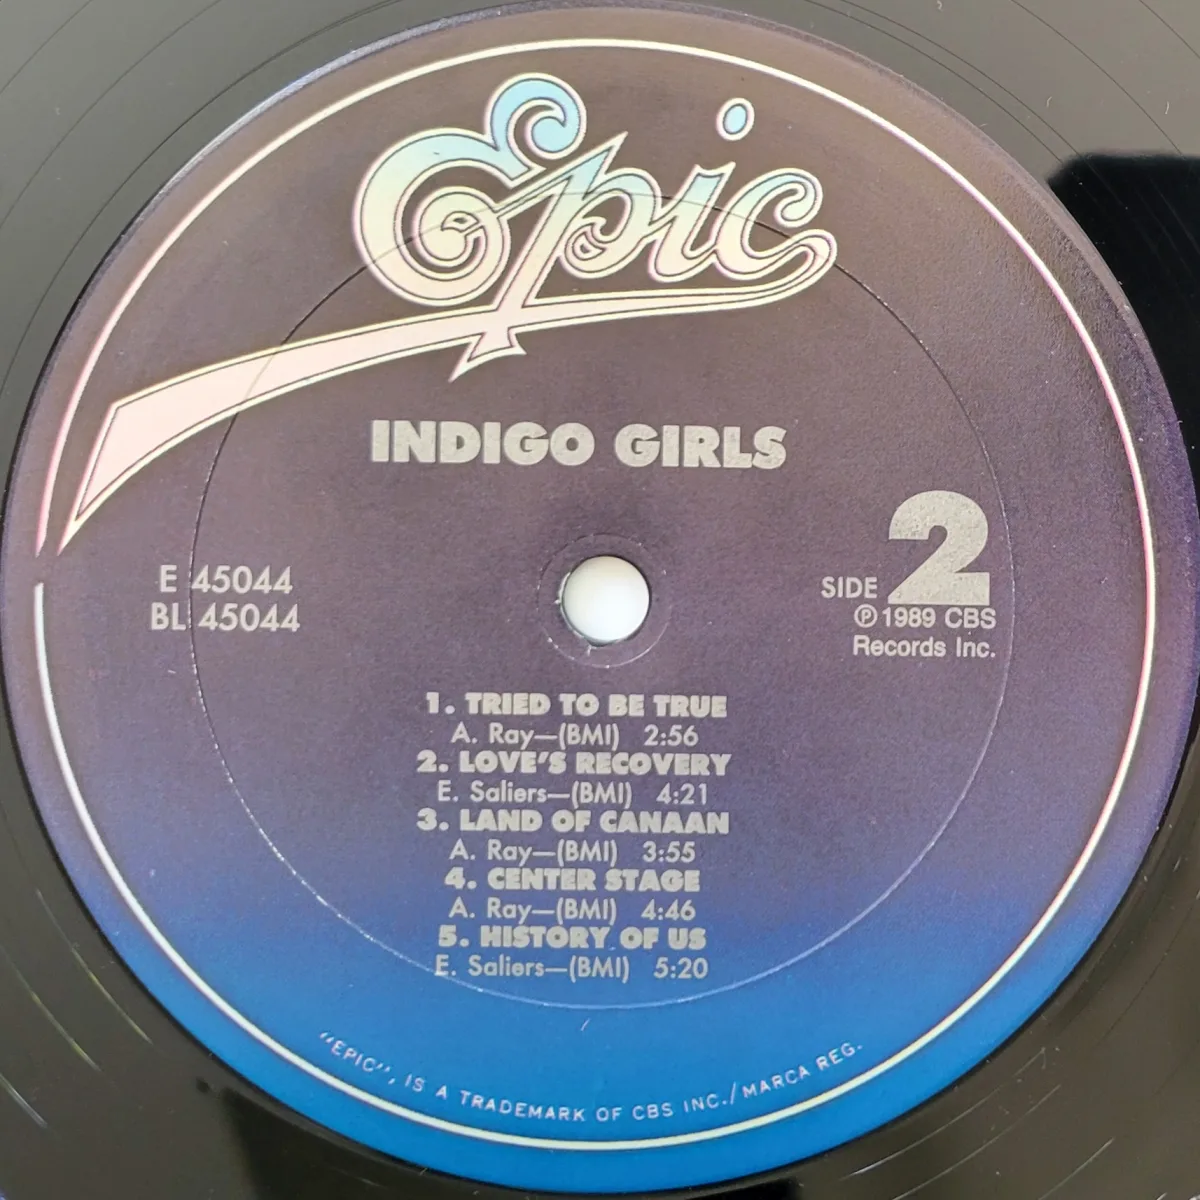 Epic
INDIGO GIRLS
E 45044
BL 45044
SIDE 2
℗ 1989 CBS
Records Inc.
1. TRIED TO BE TRUE
A. Ray—(BMI) 2:56
2. LOVE'S RECOVERY
E. Saliers—(BMI) 4:21
3. LAND OF CANAAN
A. Ray—(BMI) 3:55
4. CENTER STAGE
A. Ray—(BMI) 4:46
5. HISTORY OF US
E. Saliers—(BMI) 5:20
"EPIC", IS A TRADEMARK OF CBS INC./MARCA REG.